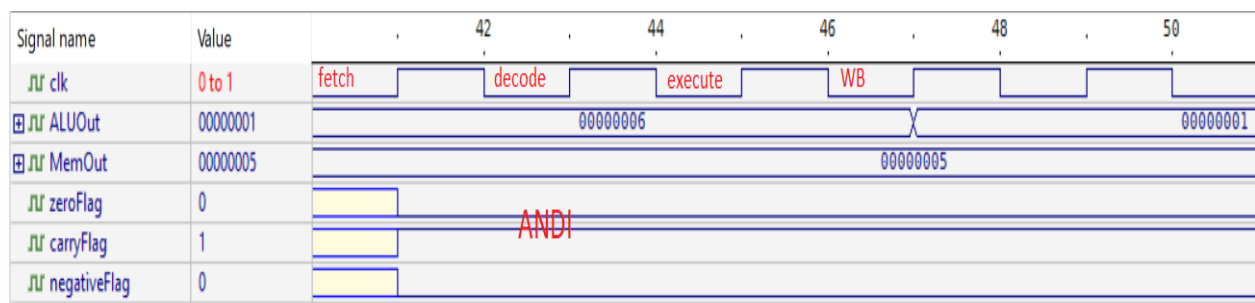 Signal name Value 42 44 46 48 50
clk 0 to 1 fetch decode execute WB
ALUOut 00000001 00000006 00000001
MemOut 00000005 00000005
zeroFlag 0
ANDI
carryFlag 1
negativeFlag 0